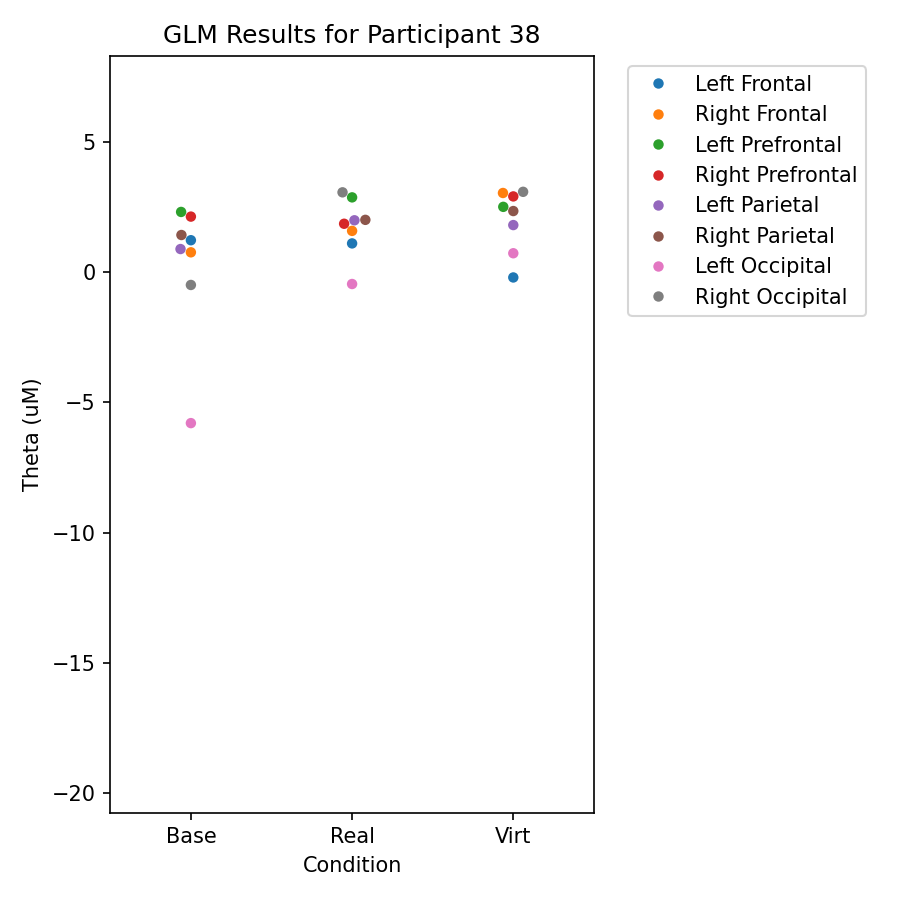 GLM Results for Participant 38
Left Frontal
Right Frontal
Left Prefrontal
Right Prefrontal
Left Parietal
Right Parietal
Left Occipital
Right Occipital
Theta (uM)
5
0
−5
−10
−15
−20
Base Real Virt
Condition